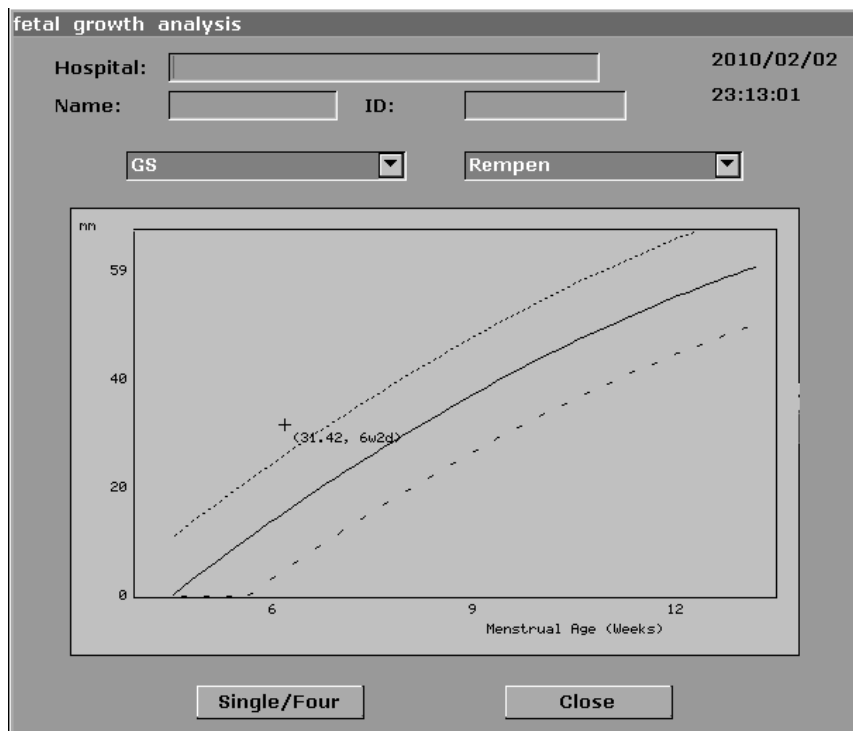 fetal growth analysis
Hospital:
2010/02/02
Name:
ID:
23:13:01
GS
Rempen
mm
59
40
20
0
(31.42, 6w2d)
6
9
12
Menstrual Age (Weeks)
Single/Four
Close